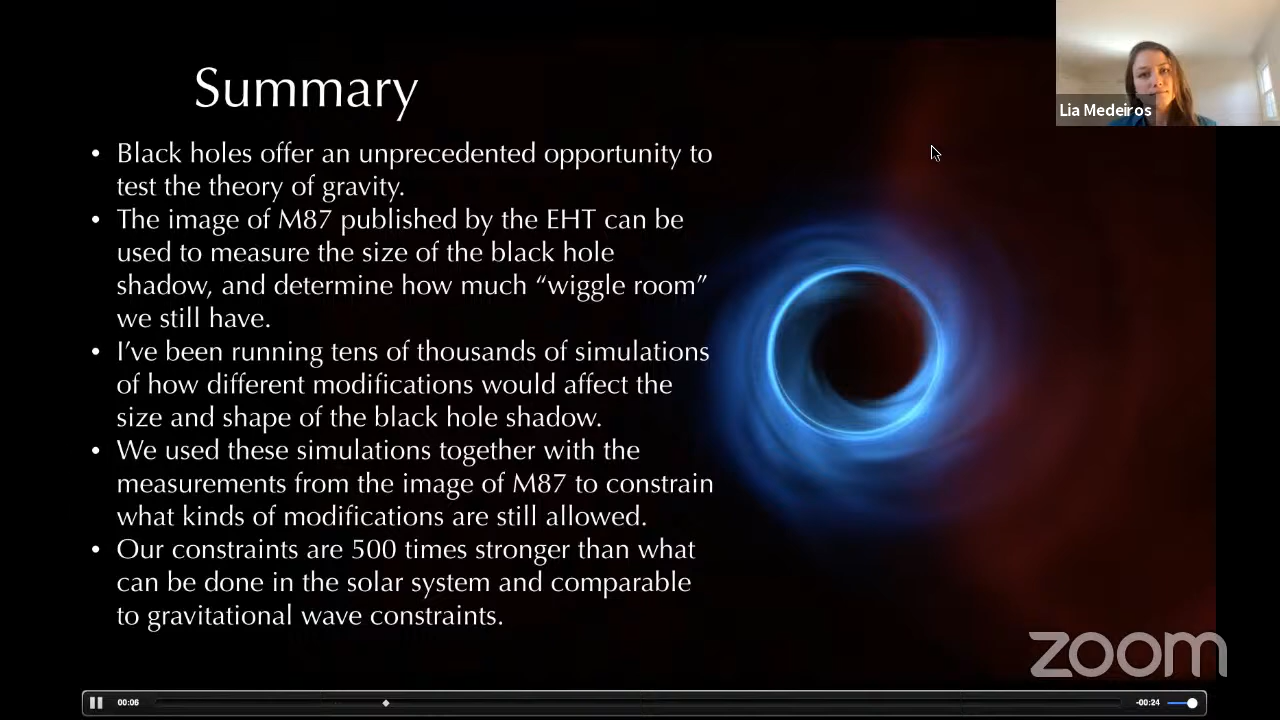 Summary
• Black holes offer an unprecedented opportunity to
test the theory of gravity.
• The image of M87 published by the EHT can be
used to measure the size of the black hole
shadow, and determine how much “wiggle room”
we still have.
• I’ve been running tens of thousands of simulations
of how different modifications would affect the
size and shape of the black hole shadow.
• We used these simulations together with the
measurements from the image of M87 to constrain
what kinds of modifications are still allowed.
• Our constraints are 500 times stronger than what
can be done in the solar system and comparable
to gravitational wave constraints.
Lia Medeiros
zoom
00:06
-00:24